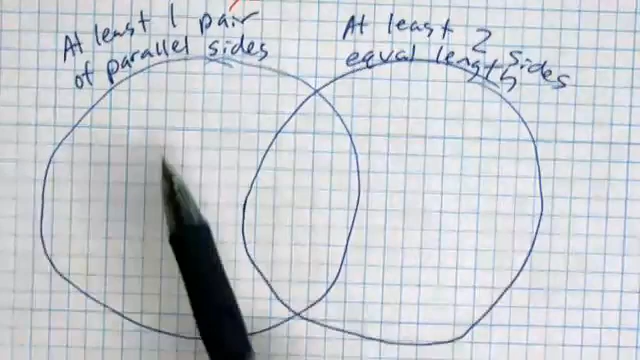 At least 1 pair
of parallel sides
At least 2 sides
equal length